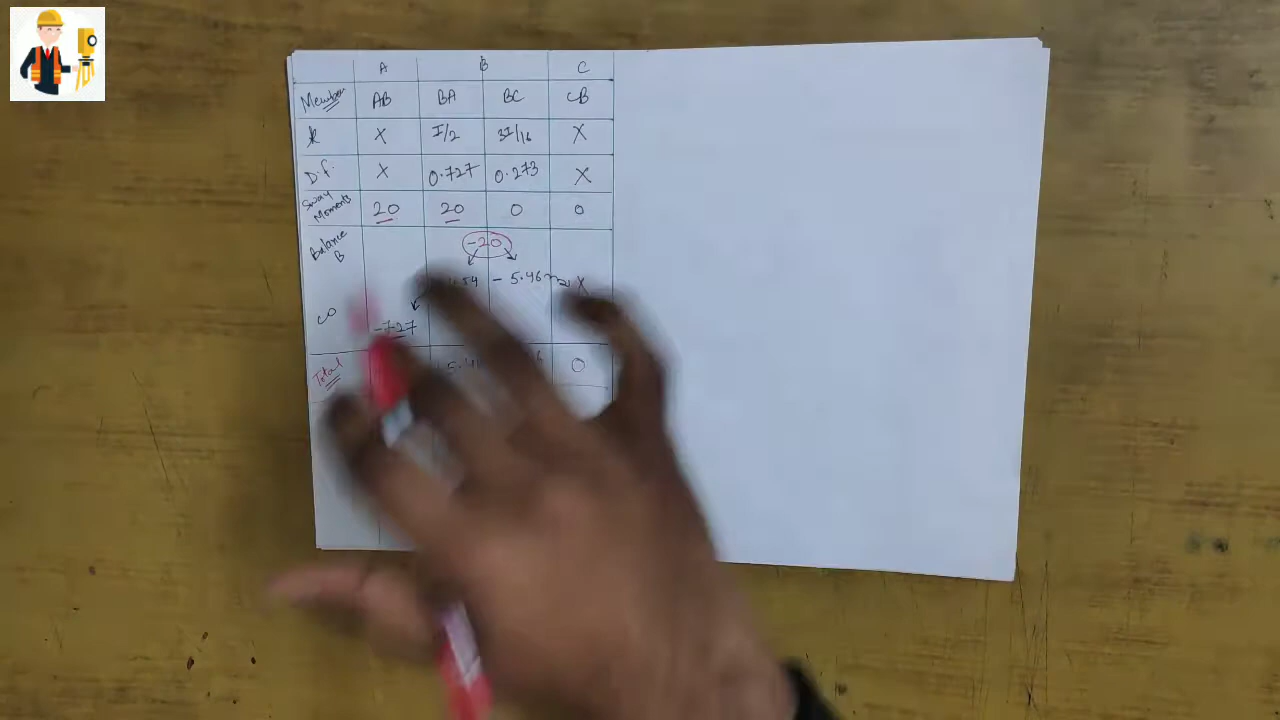 A B C
Member AB BA BC CB
k X I/2 3I/16 X
D.f. X 0.727 0.273 X
Sway Moments 20 20 0 0
Balance B -20
- 5.46 X
CO -727
Total 0